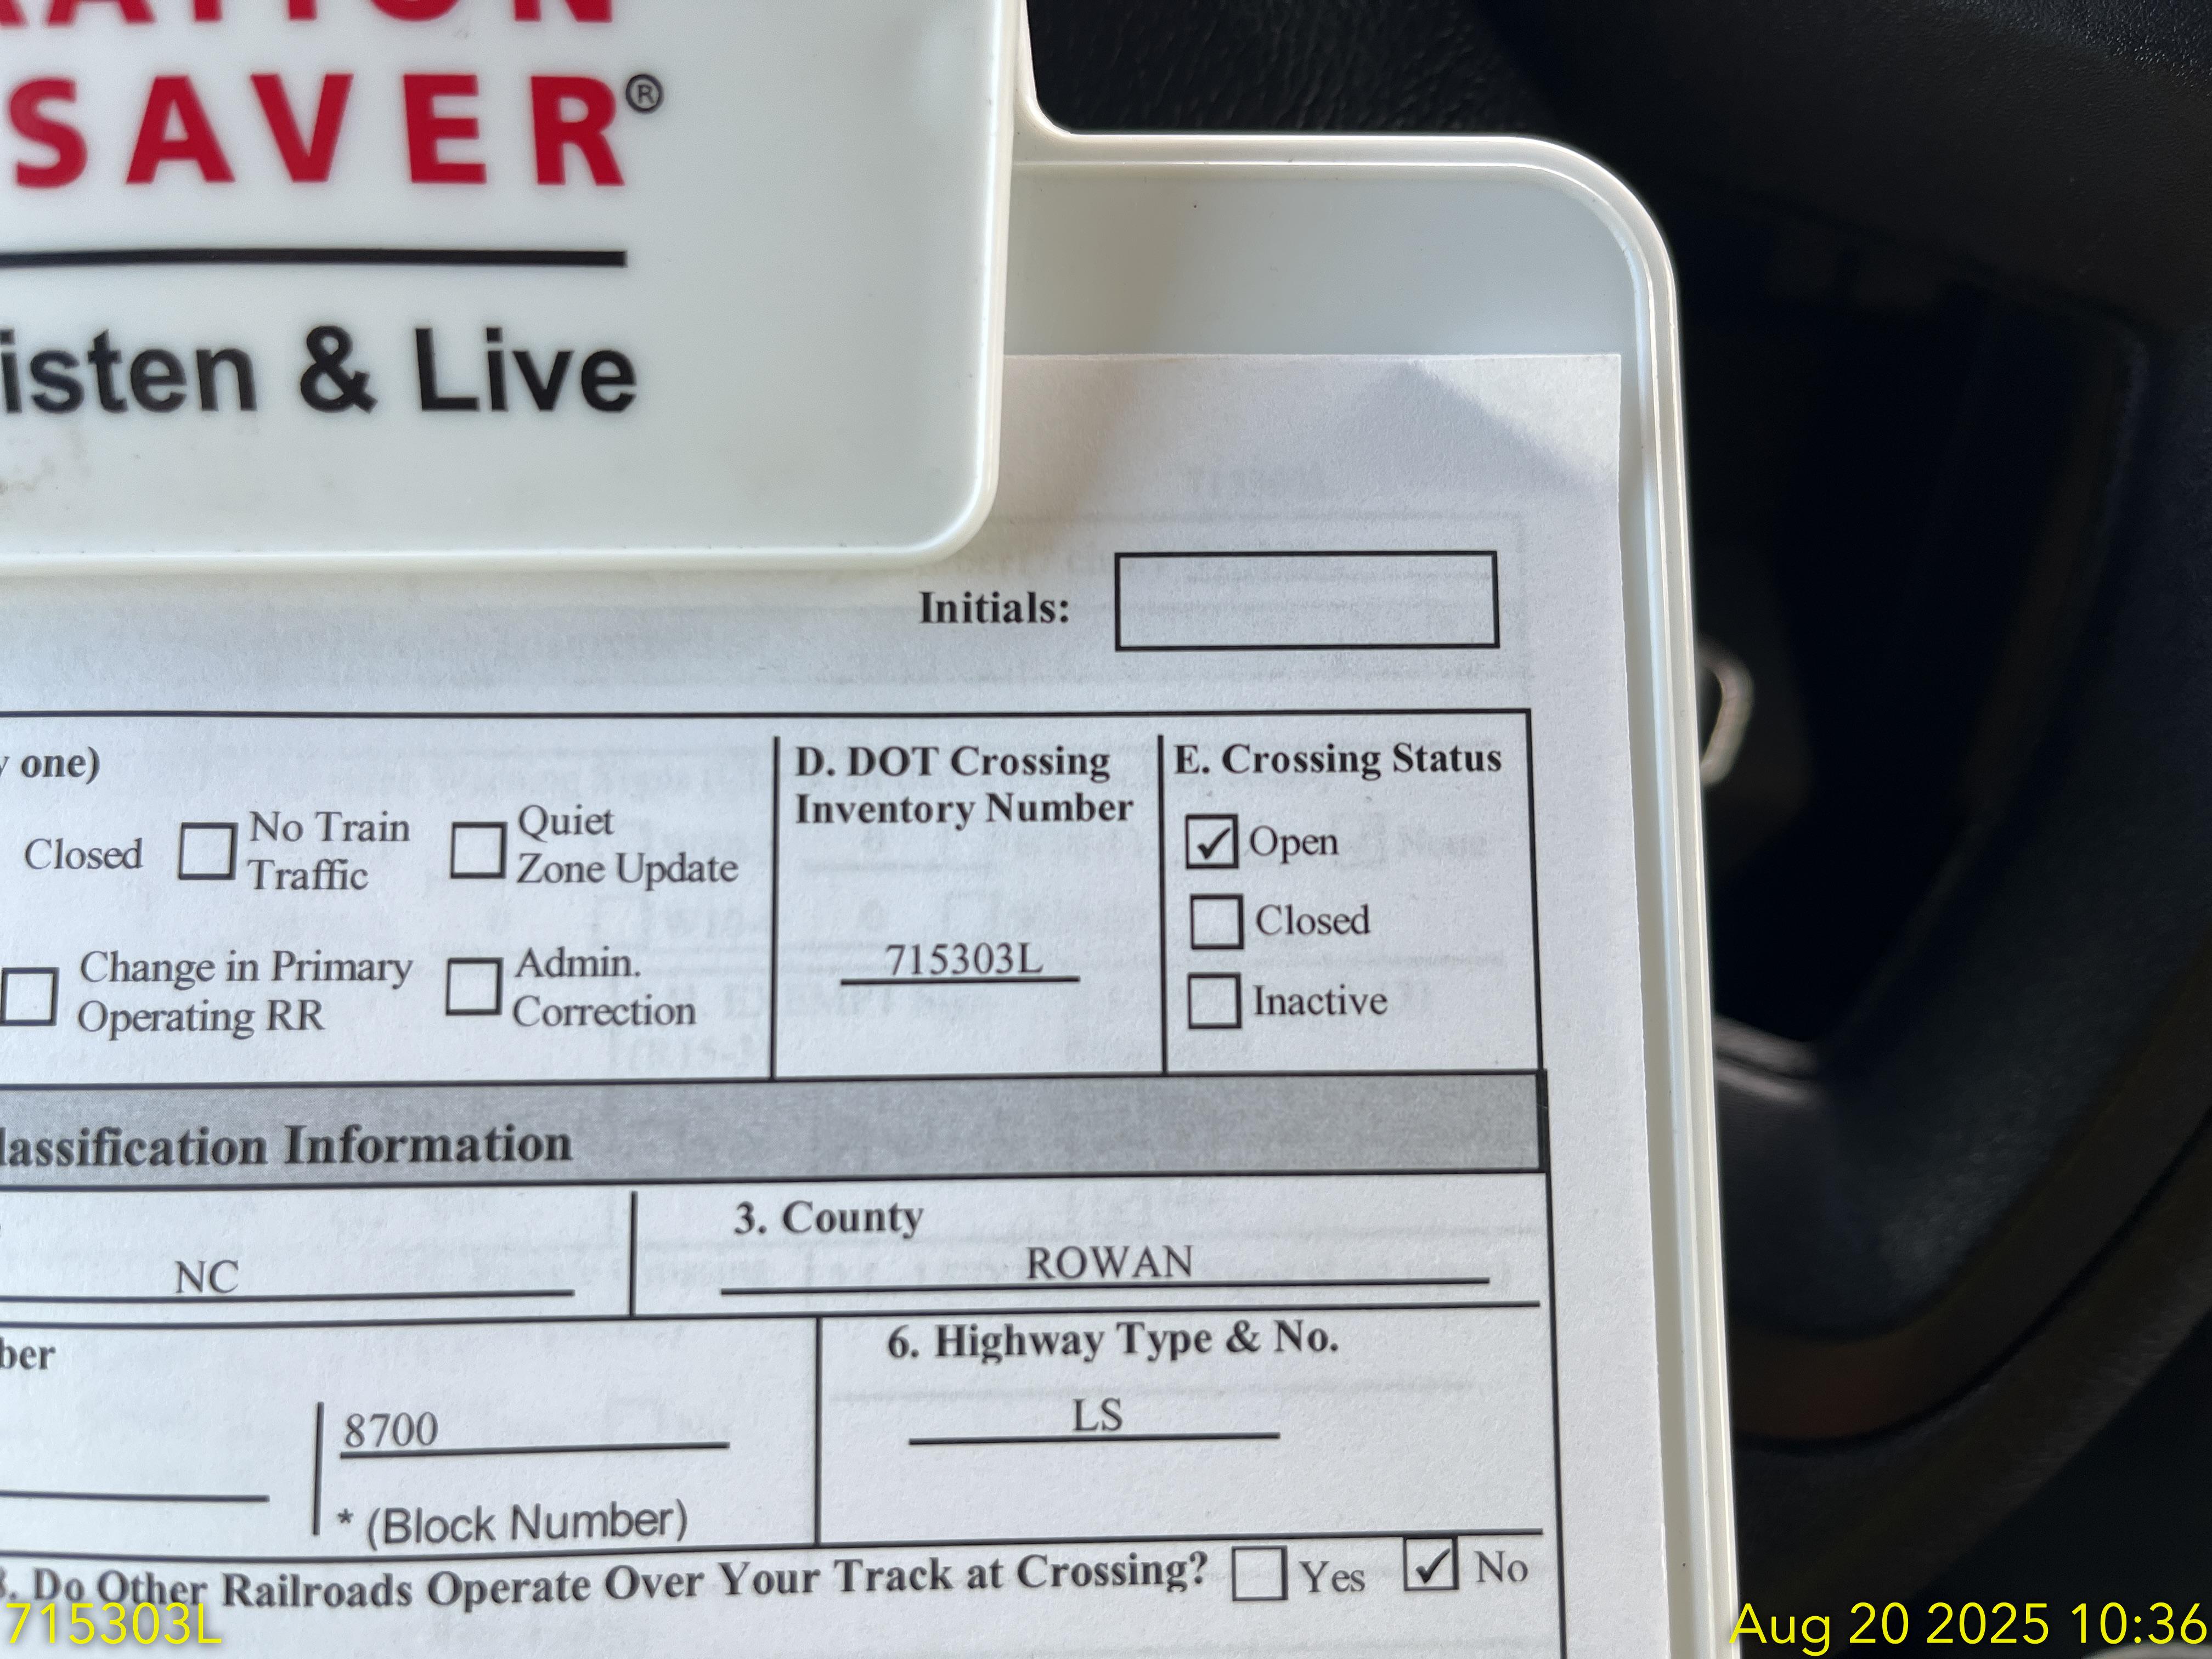 SAVER®
isten & Live
Initials:
y one)
D. DOT Crossing
Inventory Number
E. Crossing Status
Closed
No Train
Traffic
Quiet
Zone Update
✓ Open
Closed
Change in Primary
Operating RR
Admin.
Correction
715303L
Inactive
lassification Information
NC
3. County
ROWAN
ber
8700
* (Block Number)
6. Highway Type & No.
LS
. Do Other Railroads Operate Over Your Track at Crossing? Yes ✓ No
715303L
Aug 20 2025 10:36